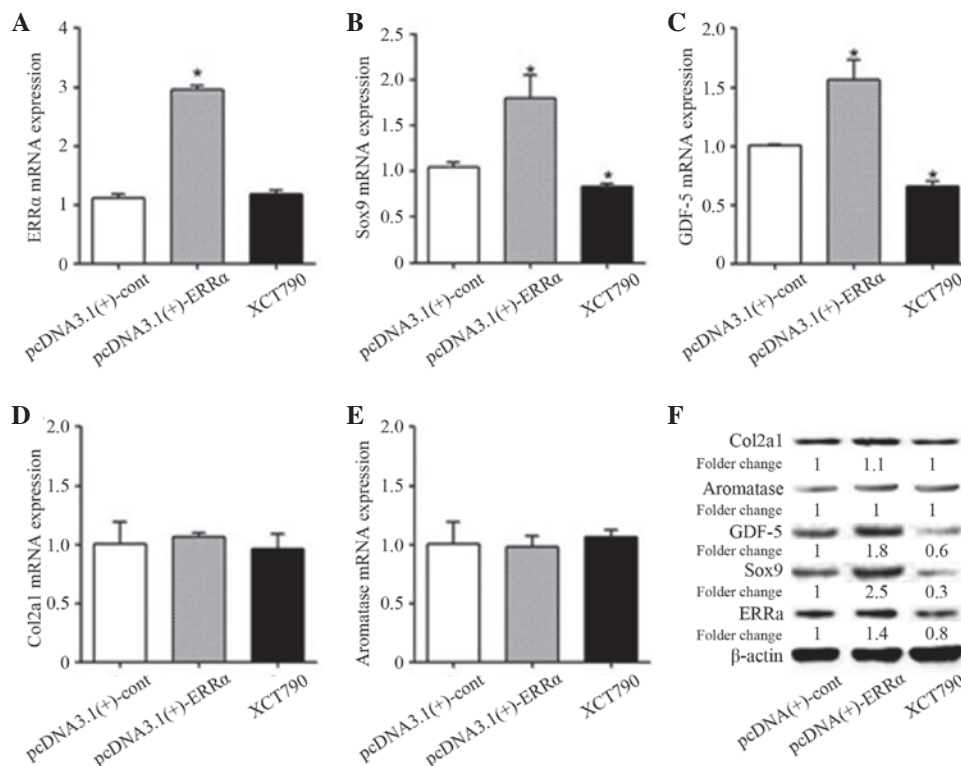 A
ERRα mRNA expression
4
3
2
1
0
*
pcDNA3.1(+)-cont
pcDNA3.1(+)-ERRα
XCT790
B
Sox9 mRNA expression
2.5
2.0
1.5
1.0
0.5
0
*
*
pcDNA3.1(+)-cont
pcDNA3.1(+)-ERRα
XCT790
C
GDF-5 mRNA expression
2.0
1.5
1.0
0.5
0
*
*
pcDNA3.1(+)-cont
pcDNA3.1(+)-ERRα
XCT790
D
Col2a1 mRNA expression
2.0
1.5
1.0
0.5
0
pcDNA3.1(+)-cont
pcDNA3.1(+)-ERRα
XCT790
E
Aromatase mRNA expression
2.0
1.5
1.0
0.5
0
pcDNA3.1(+)-cont
pcDNA3.1(+)-ERRα
XCT790
F
Col2a1
Folder change 1 1.1 1
Aromatase
Folder change 1 1 1
GDF-5
Folder change 1 1.8 0.6
Sox9
Folder change 1 2.5 0.3
ERRa
Folder change 1 1.4 0.8
β-actin
pcDNA(+)-cont
pcDNA(+)-ERRα
XCT790